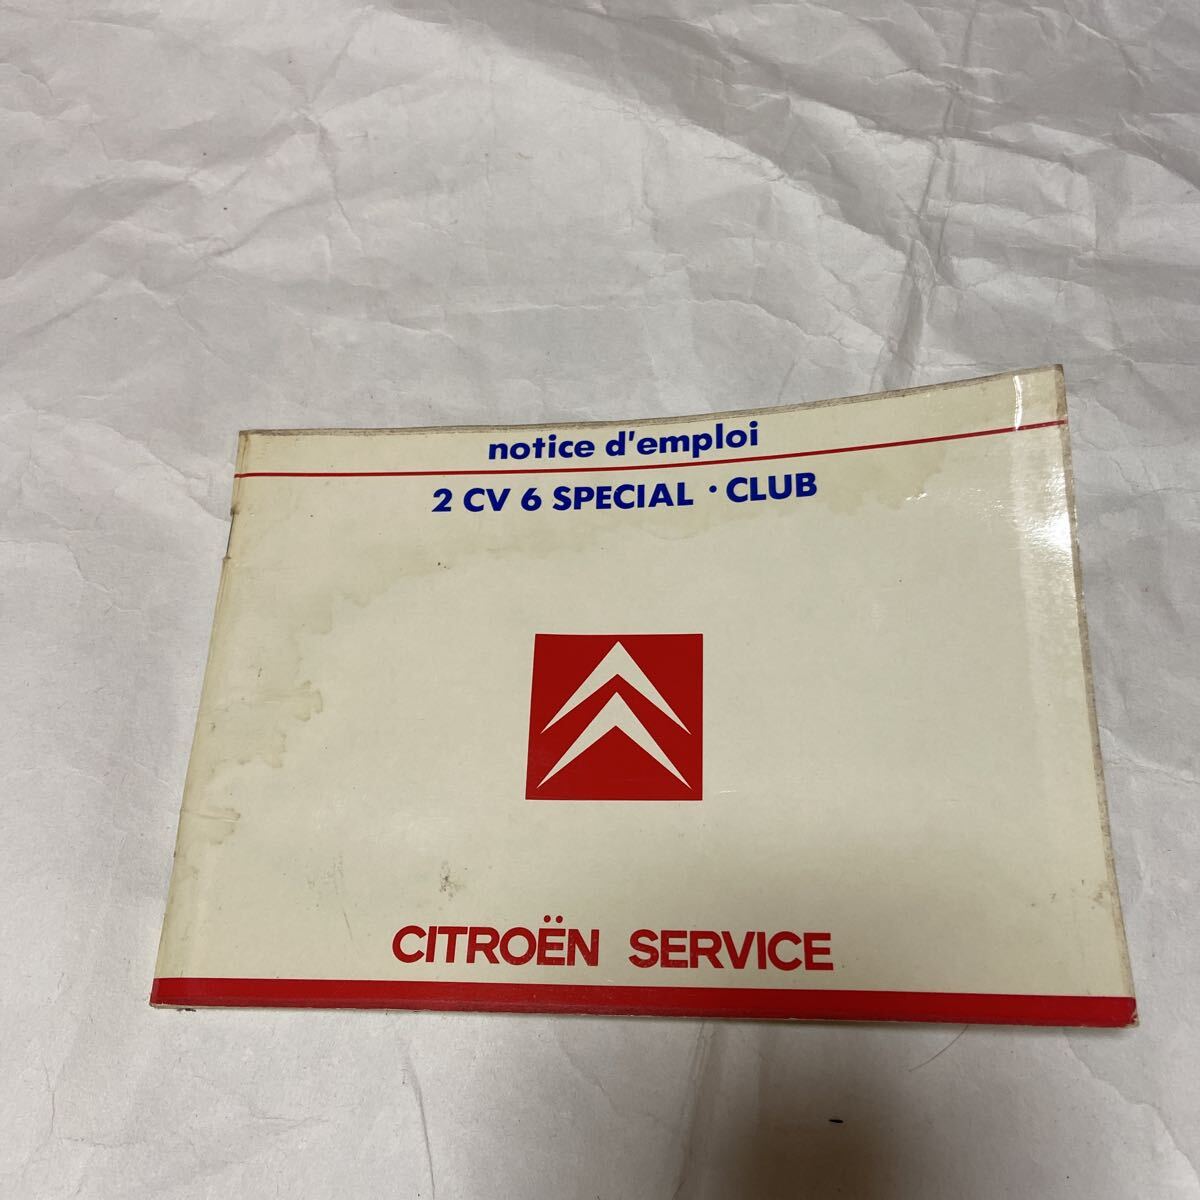 notice d'emploi
2 CV 6 SPECIAL · CLUB
CITROËN SERVICE